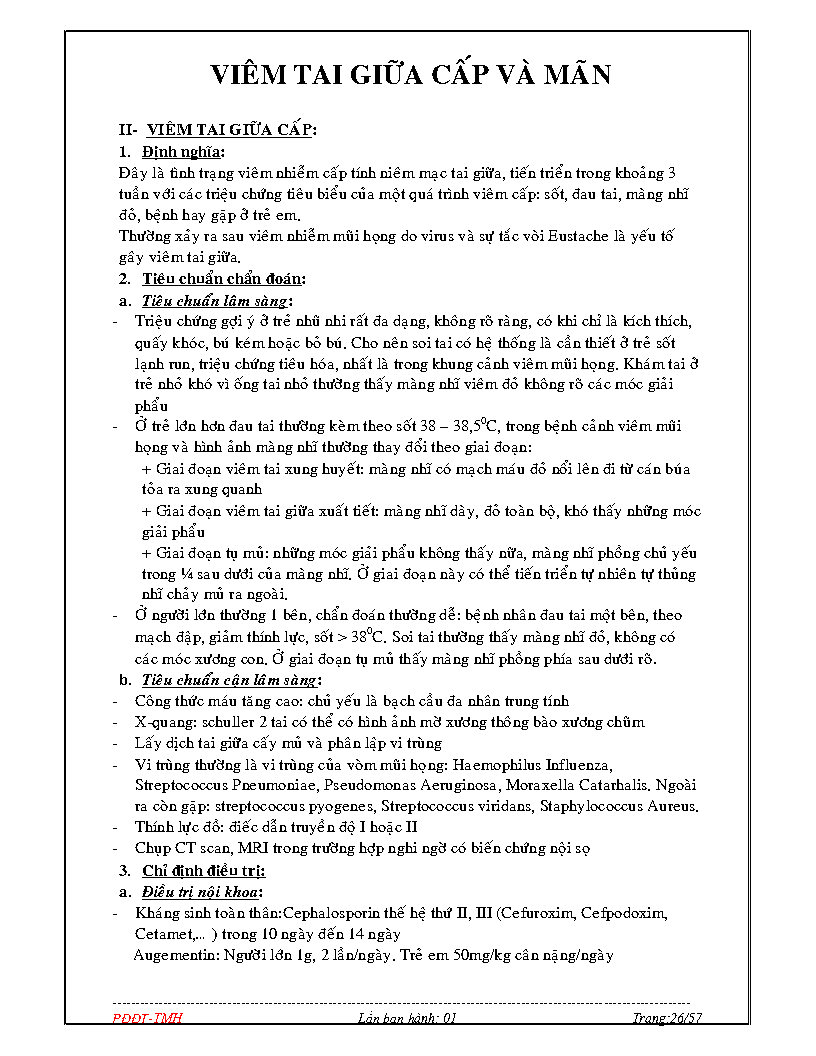 VIÊM TAI GIỮA CẤP VÀ MÃN
II- VIÊM TAI GIỮA CẤP:
1. Định nghĩa:
Đây là tình trạng viêm nhiễm cấp tính niêm mạc tai giữa, tiến triển trong khoảng 3
tuần với các triệu chứng tiêu biểu của một quá trình viêm cấp: sốt, đau tai, màng nhĩ
đỏ, bệnh hay gặp ở trẻ em.
Thường xảy ra sau viêm nhiễm mũi họng do virus và sự tắc vòi Eustache là yếu tố
gây viêm tai giữa.
2. Tiêu chuẩn chẩn đoán:
a. Tiêu chuẩn lâm sàng:
- Triệu chứng gợi ý ở trẻ nhũ nhi rất đa dạng, không rõ ràng, có khi chỉ là kích thích,
quấy khóc, bú kém hoặc bỏ bú. Cho nên soi tai có hệ thống là cần thiết ở trẻ sốt
lạnh run, triệu chứng tiêu hóa, nhất là trong khung cảnh viêm mũi họng. Khám tai ở
trẻ nhỏ khó vì ống tai nhỏ thường thấy màng nhĩ viêm đỏ không rõ các móc giải
phẩu
- Ở trẻ lớn hơn đau tai thường kèm theo sốt 38 – 38,5⁰C, trong bệnh cảnh viêm mũi
họng và hình ảnh màng nhĩ thường thay đổi theo giai đoạn:
+ Giai đoạn viêm tai xung huyết: màng nhĩ có mạch máu đỏ nổi lên đi từ cán búa
tỏa ra xung quanh
+ Giai đoạn viêm tai giữa xuất tiết: màng nhĩ dày, đỏ toàn bộ, khó thấy những móc
giải phẩu
+ Giai đoạn tụ mủ: những móc giải phẩu không thấy nữa, màng nhĩ phồng chủ yếu
trong ¼ sau dưới của màng nhĩ. Ở giai đoạn này có thể tiến triển tự nhiên tự thủng
nhĩ chảy mủ ra ngoài.
- Ở người lớn thường 1 bên, chẩn đoán thường dễ: bệnh nhân đau tai một bên, theo
mạch đập, giảm thính lực, sốt > 38⁰C. Soi tai thường thấy màng nhĩ đỏ, không có
các móc xương con. Ở giai đoạn tụ mủ thấy màng nhĩ phồng phía sau dưới rõ.
b. Tiêu chuẩn cận lâm sàng:
- Công thức máu tăng cao: chủ yếu là bạch cầu đa nhân trung tính
- X-quang: schuller 2 tai có thể có hình ảnh mờ xương thông bào xương chũm
- Lấy dịch tai giữa cấy mủ và phân lập vi trùng
- Vi trùng thường là vi trùng của vòm mũi họng: Haemophilus Influenza,
Streptococcus Pneumoniae, Pseudomonas Aeruginosa, Moraxella Catarhalis. Ngoài
ra còn gặp: streptococcus pyogenes, Streptococcus viridans, Staphylococcus Aureus.
- Thính lực đồ: điếc dẫn truyền độ I hoặc II
- Chụp CT scan, MRI trong trường hợp nghi ngờ có biến chứng nội sọ
3. Chỉ định điều trị:
a. Điều trị nội khoa:
- Kháng sinh toàn thân:Cephalosporin thế hệ thứ II, III (Cefuroxim, Cefpodoxim,
Cetamet,... ) trong 10 ngày đến 14 ngày
Augementin: Người lớn 1g, 2 lần/ngày. Trẻ em 50mg/kg cân nặng/ngày
PĐĐT-TMH Lần ban hành: 01 Trang:26/57